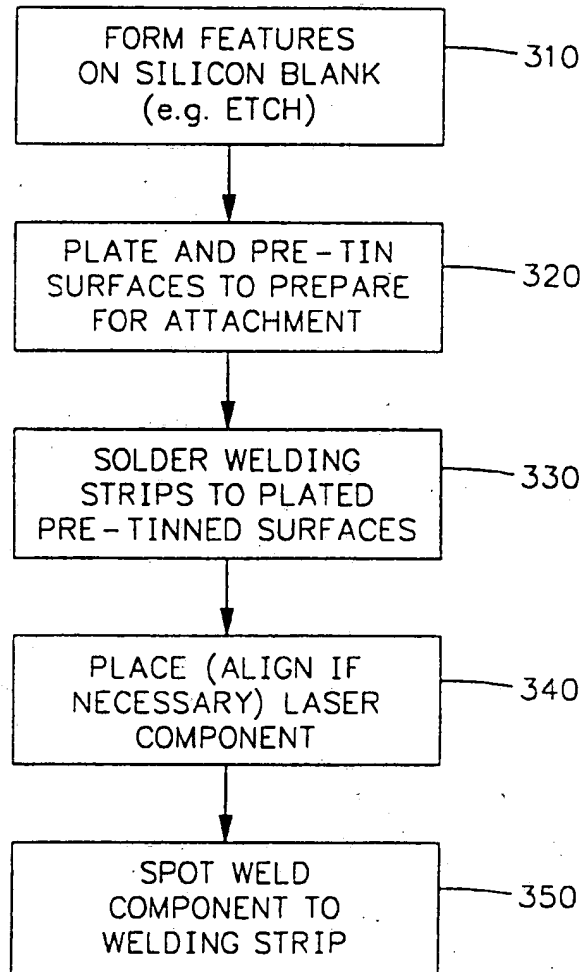 FORM FEATURES
ON SILICON BLANK
(e.g. ETCH)
310
PLATE AND PRE-TIN
SURFACES TO PREPARE
FOR ATTACHMENT
320
SOLDER WELDING
STRIPS TO PLATED
PRE-TINNED SURFACES
330
PLACE (ALIGN IF
NECESSARY) LASER
COMPONENT
340
SPOT WELD
COMPONENT TO
WELDING STRIP
350